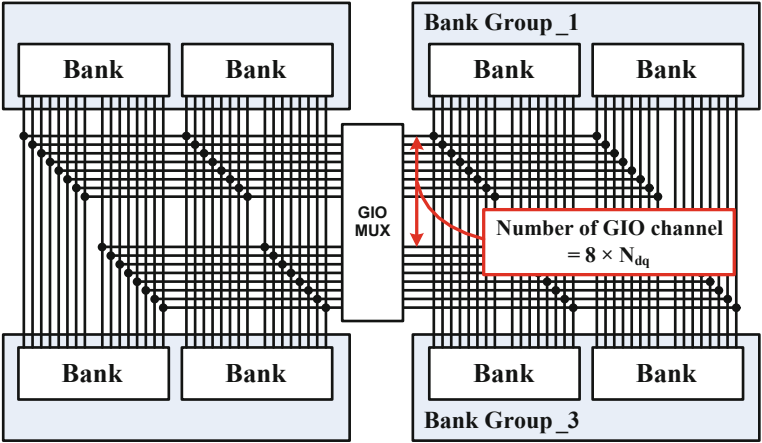 Bank Group_1
Bank Bank Bank Bank
GIO
MUX
Number of GIO channel
= 8 × Ndq
Bank Bank Bank Bank
Bank Group_3